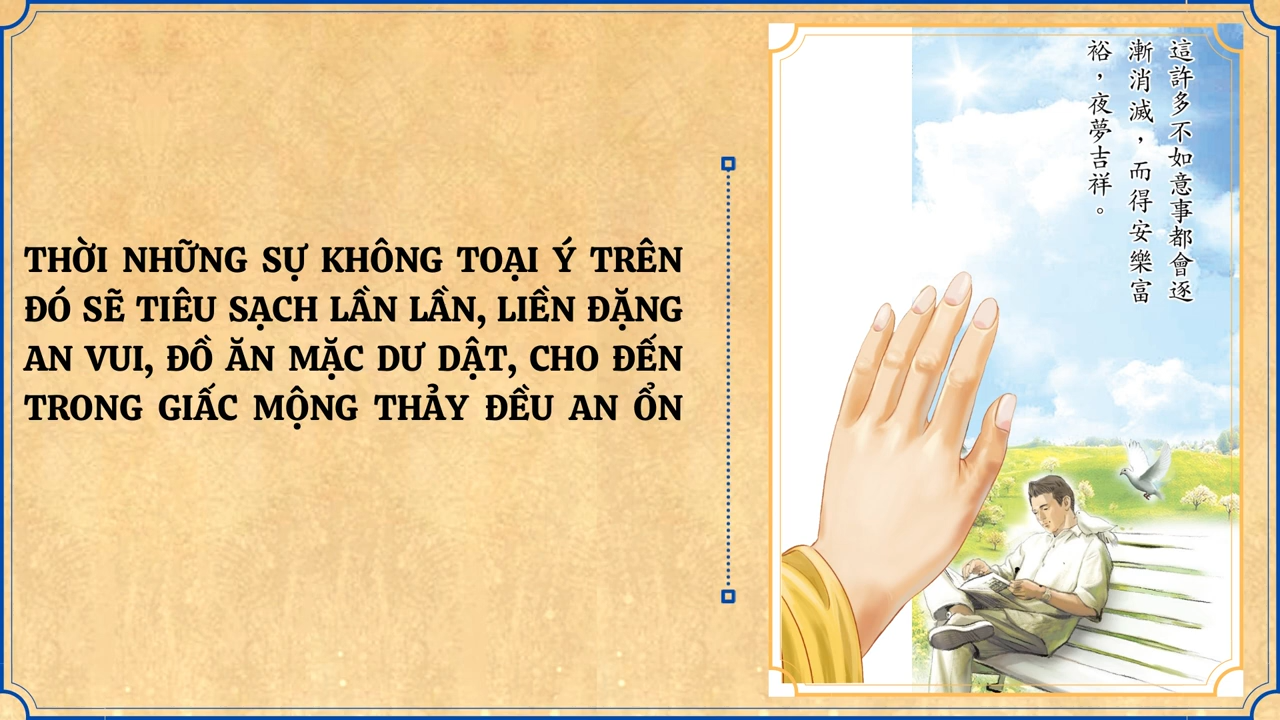 THỜI NHỮNG SỰ KHÔNG TOẠI Ý TRÊN
ĐÓ SẼ TIÊU SẠCH LẦN LẦN, LIỀN ĐẶNG
AN VUI, ĐỒ ĂN MẶC DƯ DẬT, CHO ĐẾN
TRONG GIẤC MỘNG THẢY ĐỀU AN ỔN
這許多不如意事都會逐
漸消滅，而得安樂富
裕，夜夢吉祥。